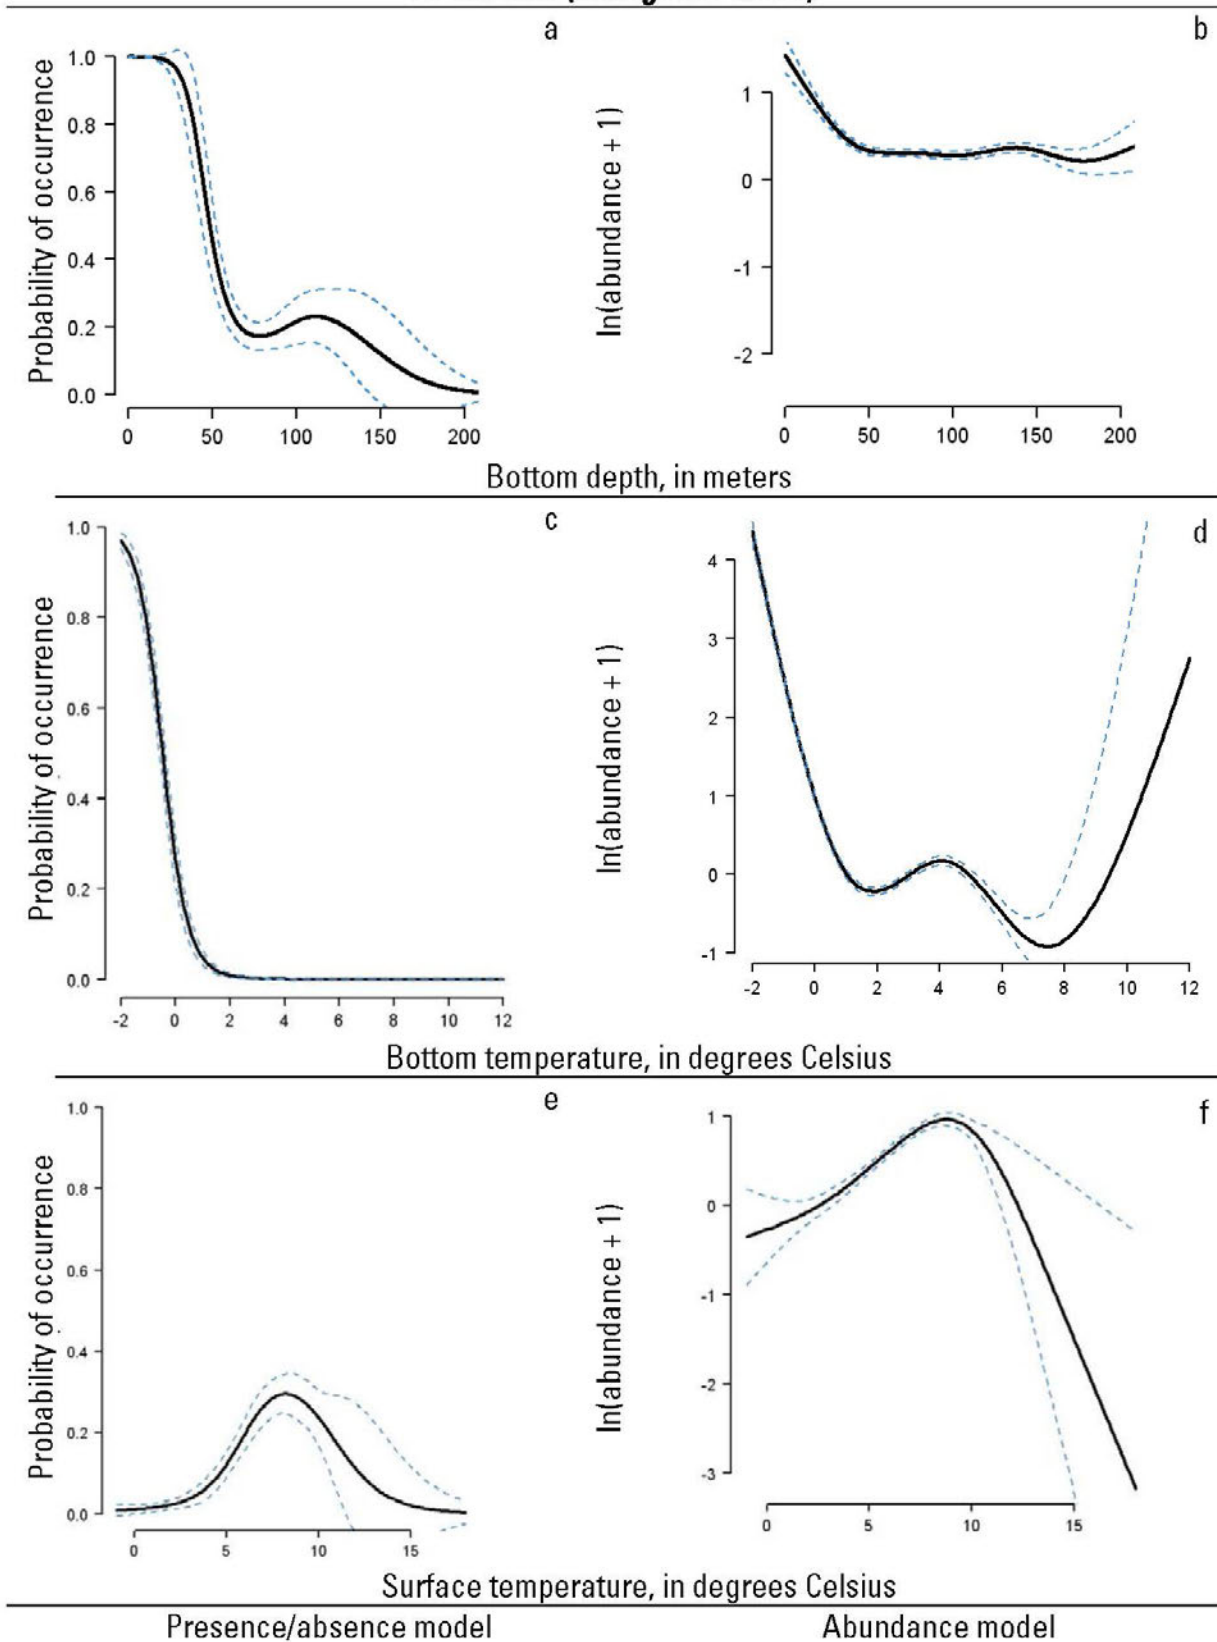 a b
Probability of occurrence
1.0
0.8
0.6
0.4
0.2
0.0
0 50 100 150 200
ln(abundance + 1)
1
0
-1
-2
0 50 100 150 200
Bottom depth, in meters
c d
Probability of occurrence
1.0
0.8
0.6
0.4
0.2
0.0
-2 0 2 4 6 8 10 12
ln(abundance + 1)
4
3
2
1
0
-1
-2 0 2 4 6 8 10 12
Bottom temperature, in degrees Celsius
e f
Probability of occurrence
1.0
0.8
0.6
0.4
0.2
0.0
0 5 10 15
ln(abundance + 1)
1
0
-1
-2
-3
0 5 10 15
Surface temperature, in degrees Celsius
Presence/absence model Abundance model